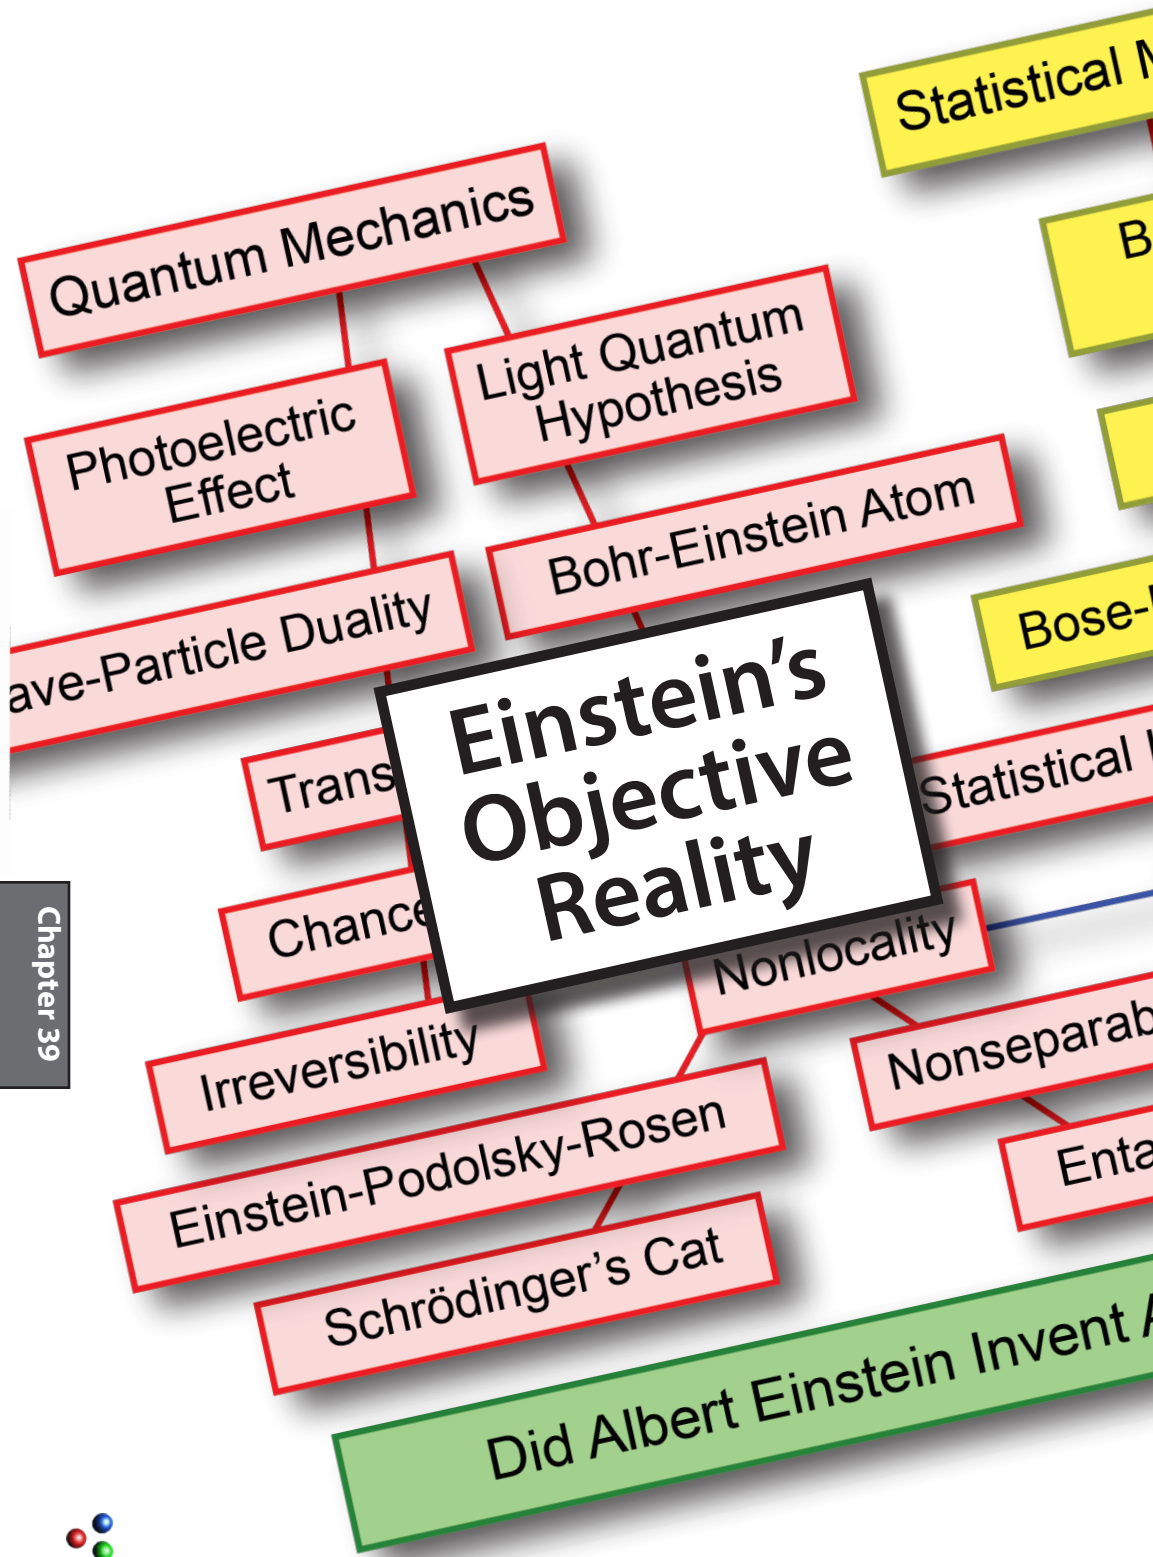 Statistical
Quantum Mechanics
Light Quantum
Hypothesis
Photoelectric
Effect
Bohr-Einstein Atom
ave-Particle Duality
Bose-
Einstein's
Objective
Reality
Trans
Statistical
Chance
Nonlocality
Chapter 39
Irreversibility
Nonseparab
Einstein-Podolsky-Rosen
Enta
Schrödinger's Cat
Did Albert Einstein Invent